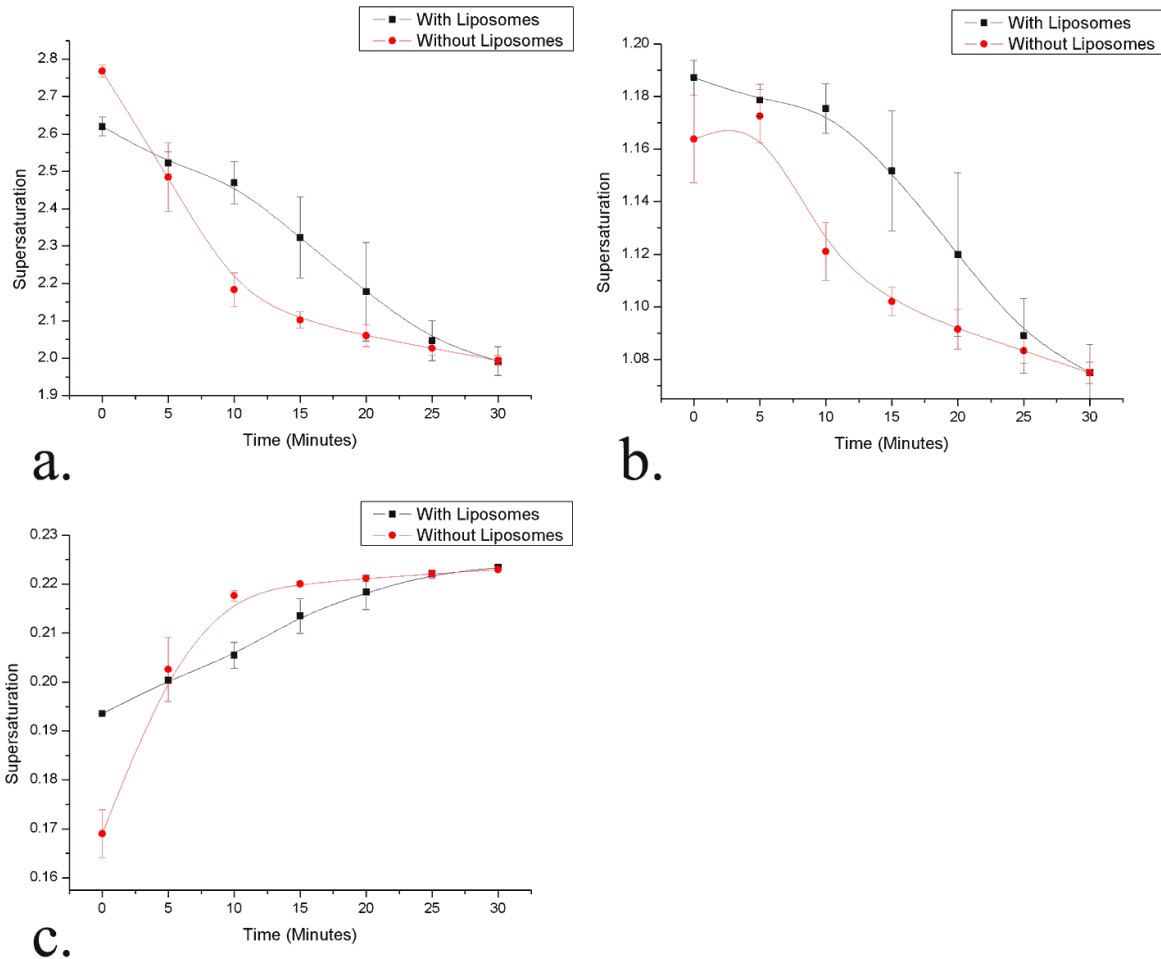 With Liposomes
Without Liposomes
2.8
2.7
2.6
2.5
2.4
2.3
2.2
2.1
2.0
1.9
Supersaturation
0 5 10 15 20 25 30
Time (Minutes)
a.
With Liposomes
Without Liposomes
1.20
1.18
1.16
1.14
1.12
1.10
1.08
Supersaturation
0 5 10 15 20 25 30
Time (Minutes)
b.
With Liposomes
Without Liposomes
0.23
0.22
0.21
0.20
0.19
0.18
0.17
0.16
Supersaturation
0 5 10 15 20 25 30
Time (Minutes)
c.